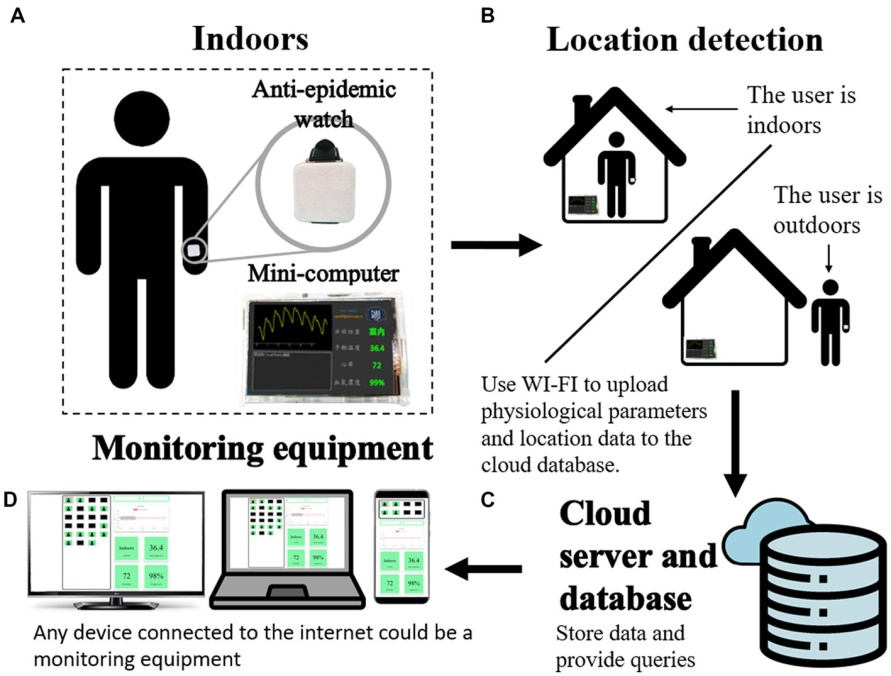 A
Indoors
Anti-epidemic
watch
Mini-computer
室內
36.4
心率
72
99%
B
Location detection
The user is
indoors
The user is
outdoors
Use WI-FI to upload
physiological parameters
and location data to the
cloud database.
C
Cloud
server and
database
Store data and
provide queries
Monitoring equipment
D
Indoors
36.4
72
98%
Indoors
36.4
72
98%
Indoors
36.4
72
98%
Any device connected to the internet could be a
monitoring equipment